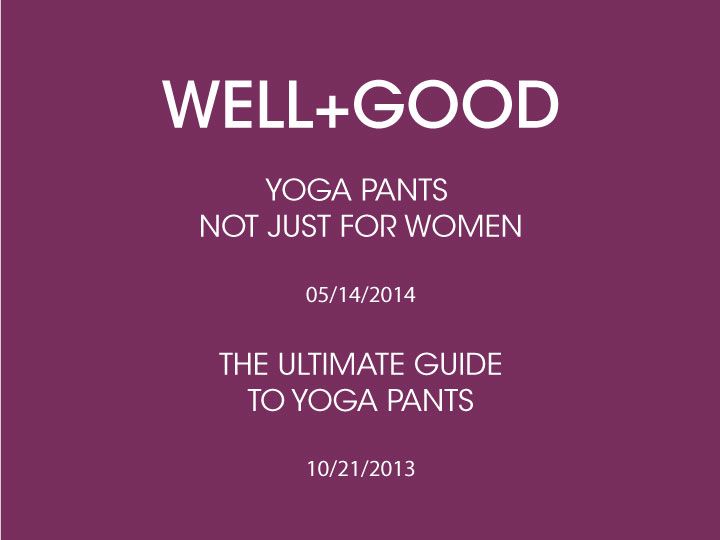 WELL+GOOD
YOGA PANTS
NOT JUST FOR WOMEN
05/14/2014
THE ULTIMATE GUIDE
TO YOGA PANTS
10/21/2013